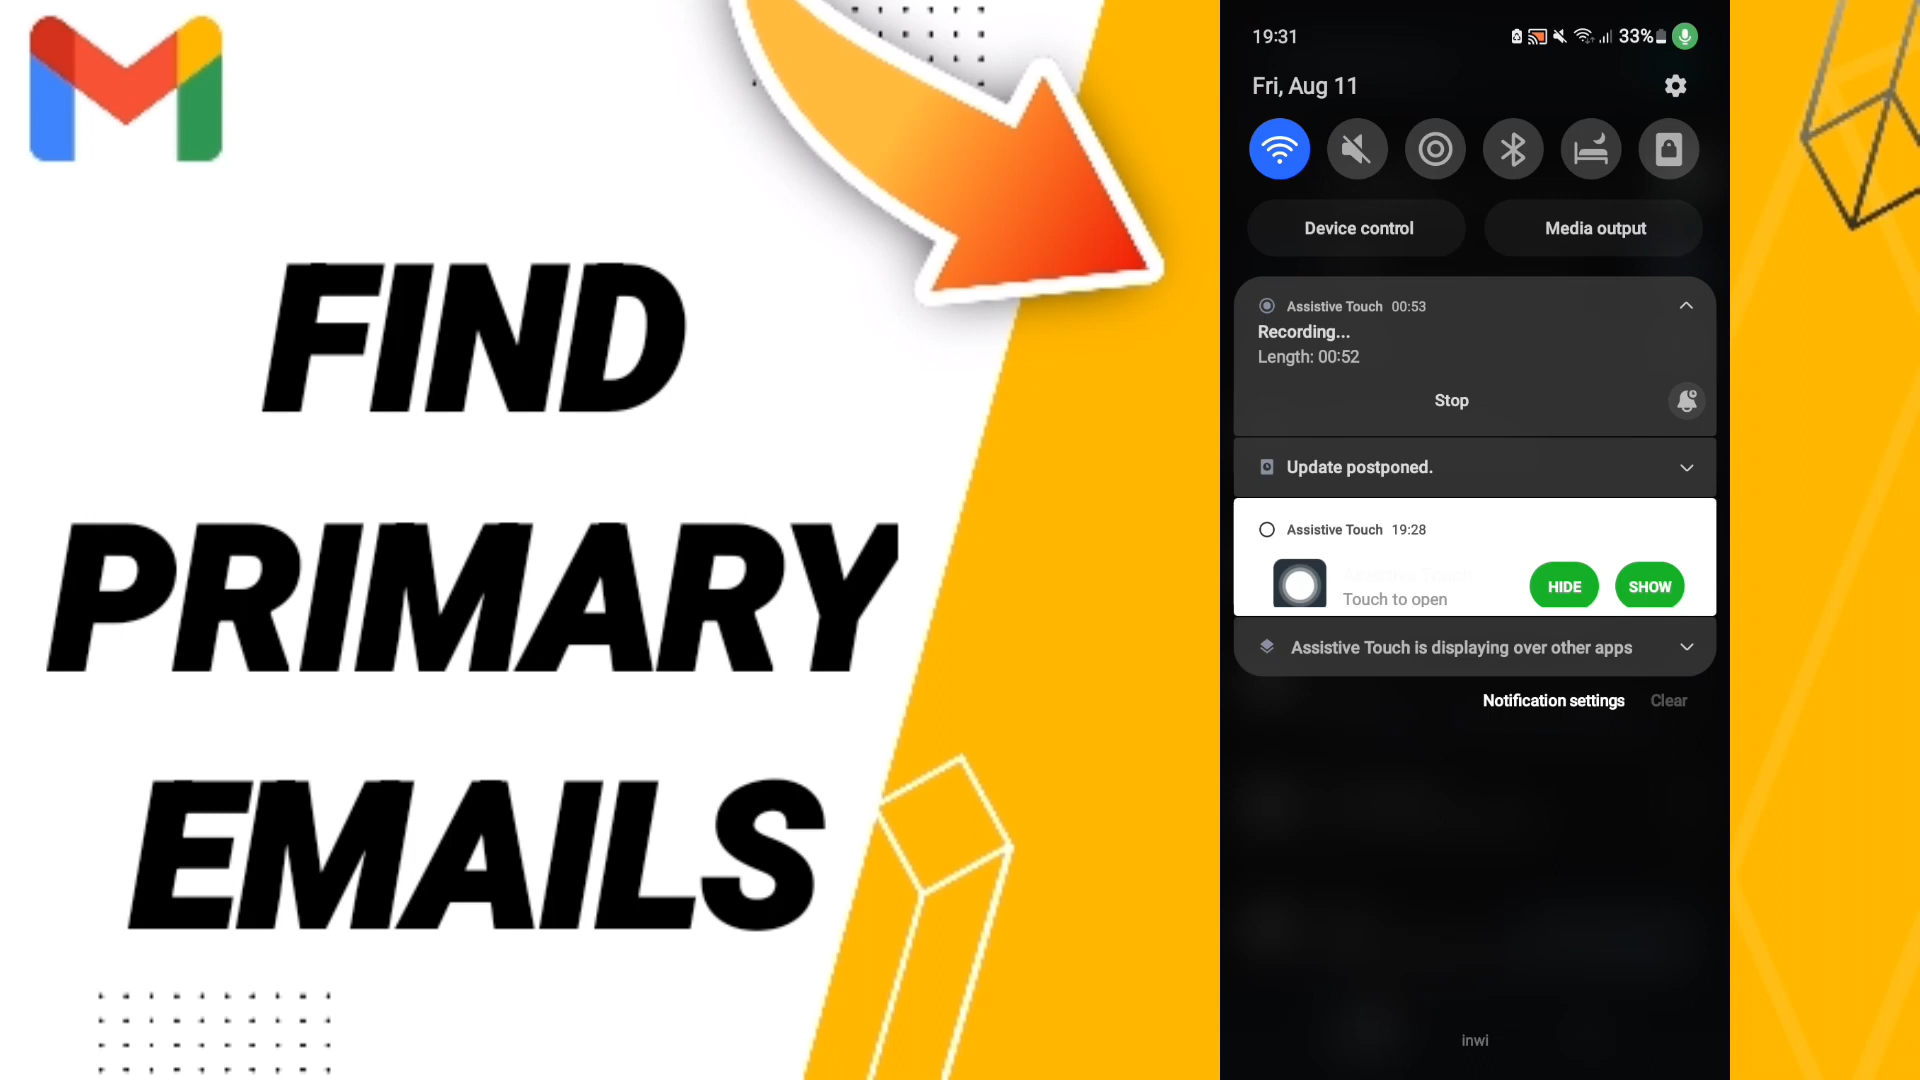 FIND
PRIMARY
EMAILS
19:31
33%
Fri, Aug 11
Device control
Media output
Assistive Touch 00:53
Recording...
Length: 00:52
Stop
Update postponed.
Assistive Touch 19:28
Assistive Touch
Touch to open
HIDE
SHOW
Assistive Touch is displaying over other apps
Notification settings
Clear
inwi